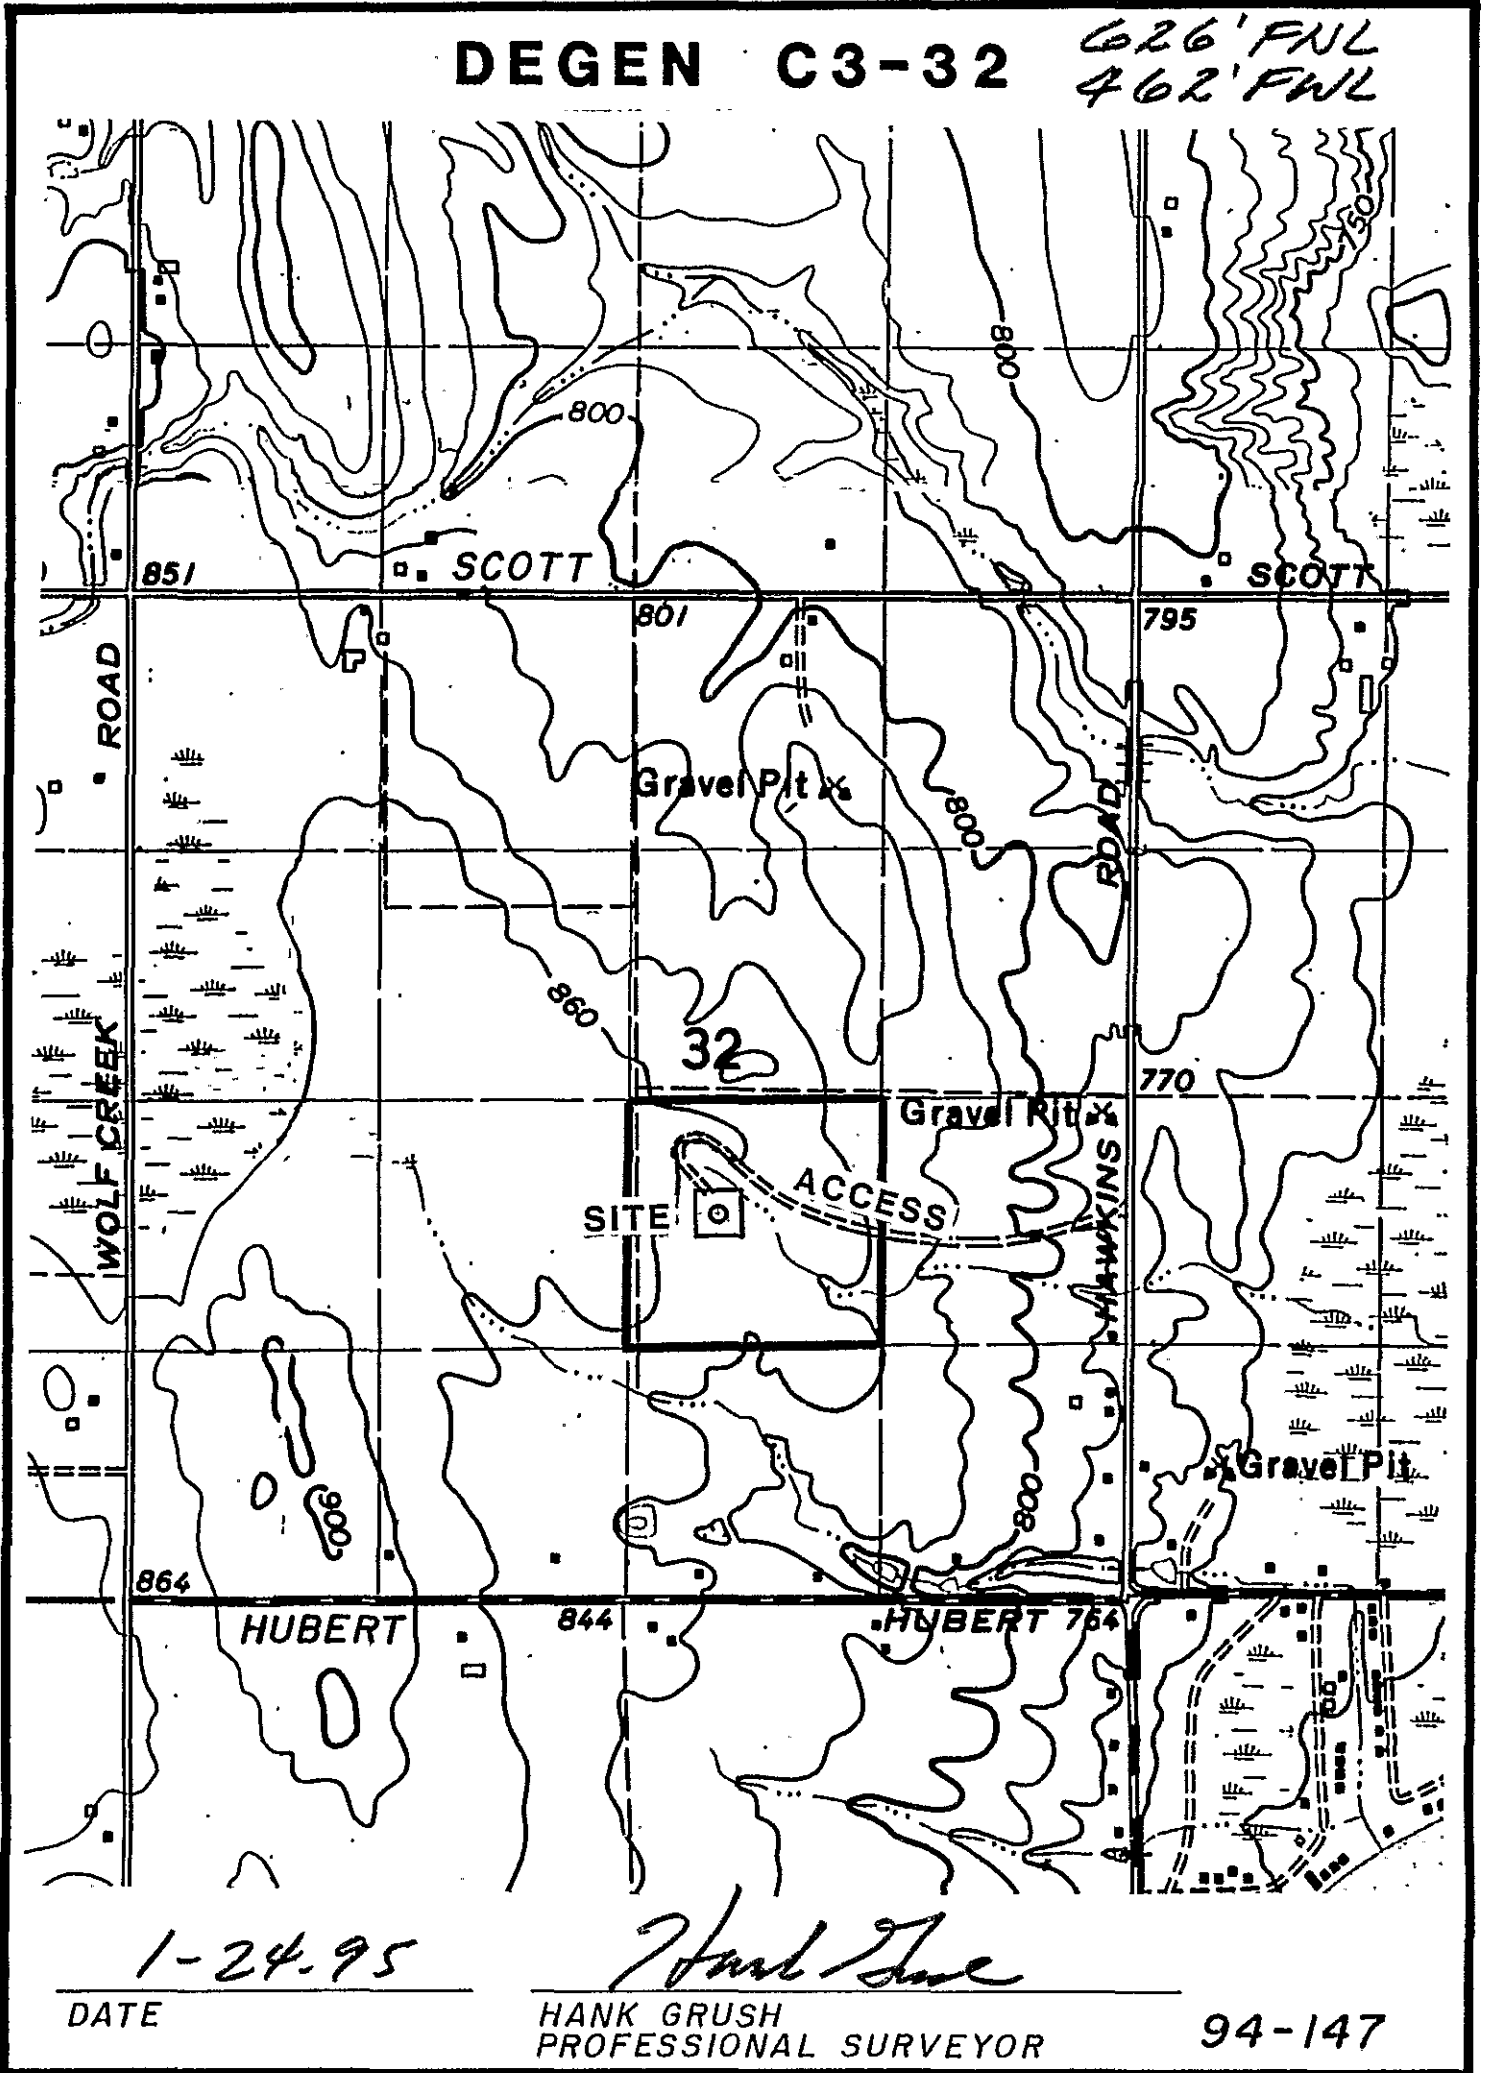 DEGEN C3-32
626' FNL
462' FWL
750
800
800
851
SCOTT
SCOTT
801
795
ROAD
Gravel Pit
800
ROAD
860
32
WOLF CREEK
770
Gravel Pit
ACCESS
SITE
HAWKINS
Gravel Pit
900
800
864
HUBERT
844
HUBERT
764
1-24-95
Hank Grush
DATE
HANK GRUSH
PROFESSIONAL SURVEYOR
94-147